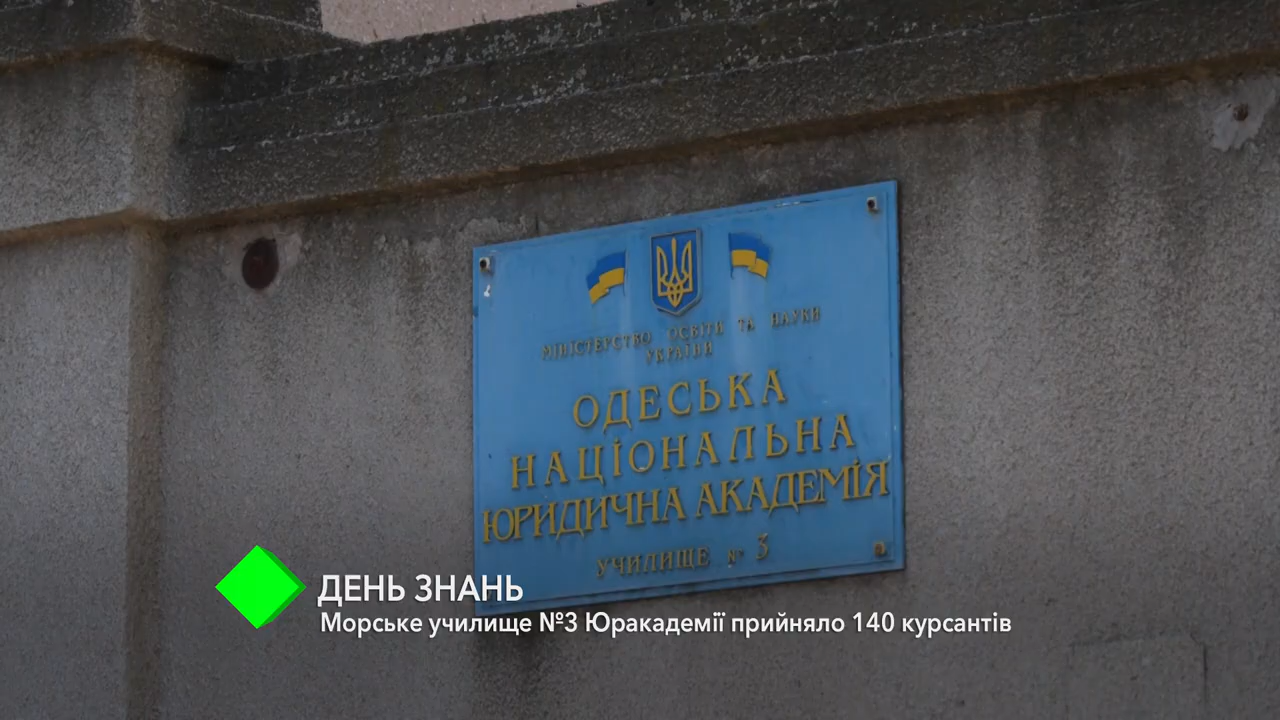 МІНІСТЕРСТВО ОСВІТИ ТА НАУКИ
УКРАЇНИ
ОДЕСЬКА
НАЦІОНАЛЬНА
ЮРИДИЧНА АКАДЕМІЯ
УЧИЛИЩЕ № 3
ДЕНЬ ЗНАНЬ
Морське училище №3 Юракадемії прийняло 140 курсантів